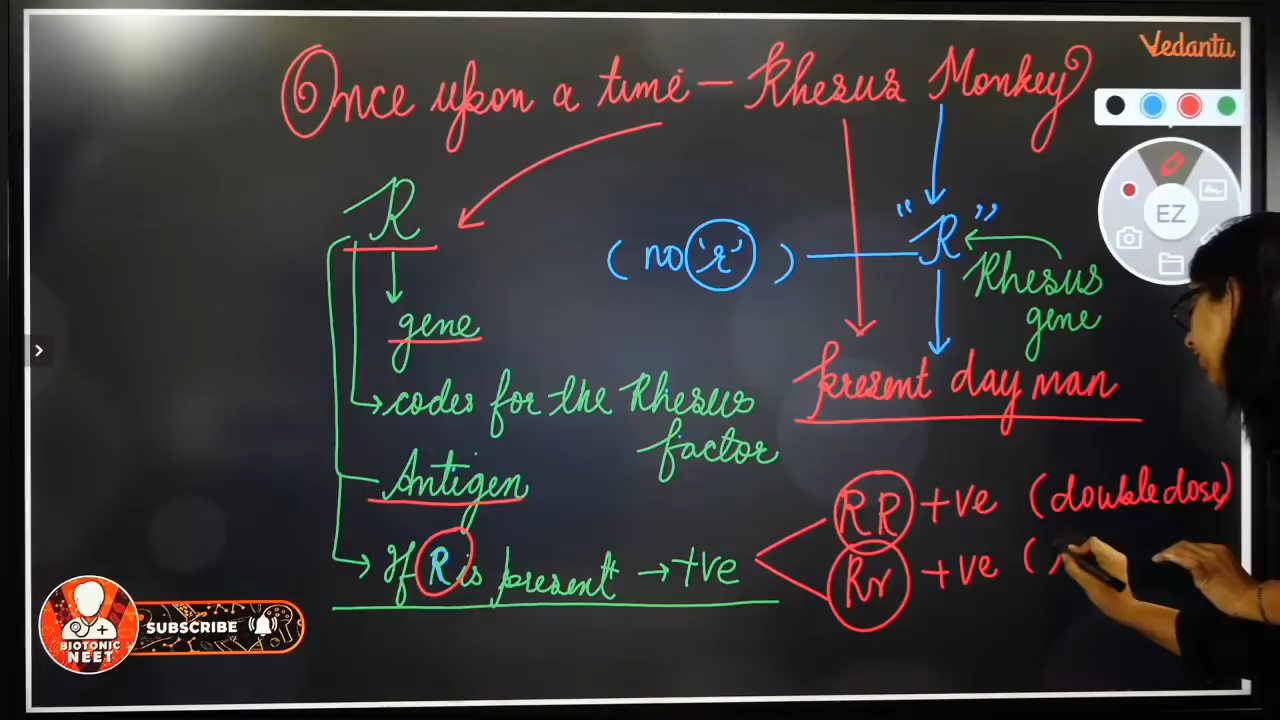 Vedantu
Once upon a time – Rhesus Monkey
EZ
R
"R"
(no 'r')
Rhesus
gene
gene
present day man
codes for the Rhesus
factor
Antigen
RR +ve (double dose)
If R is present → +ve
Rr +ve (
SUBSCRIBE
BIOTONIC
NEET